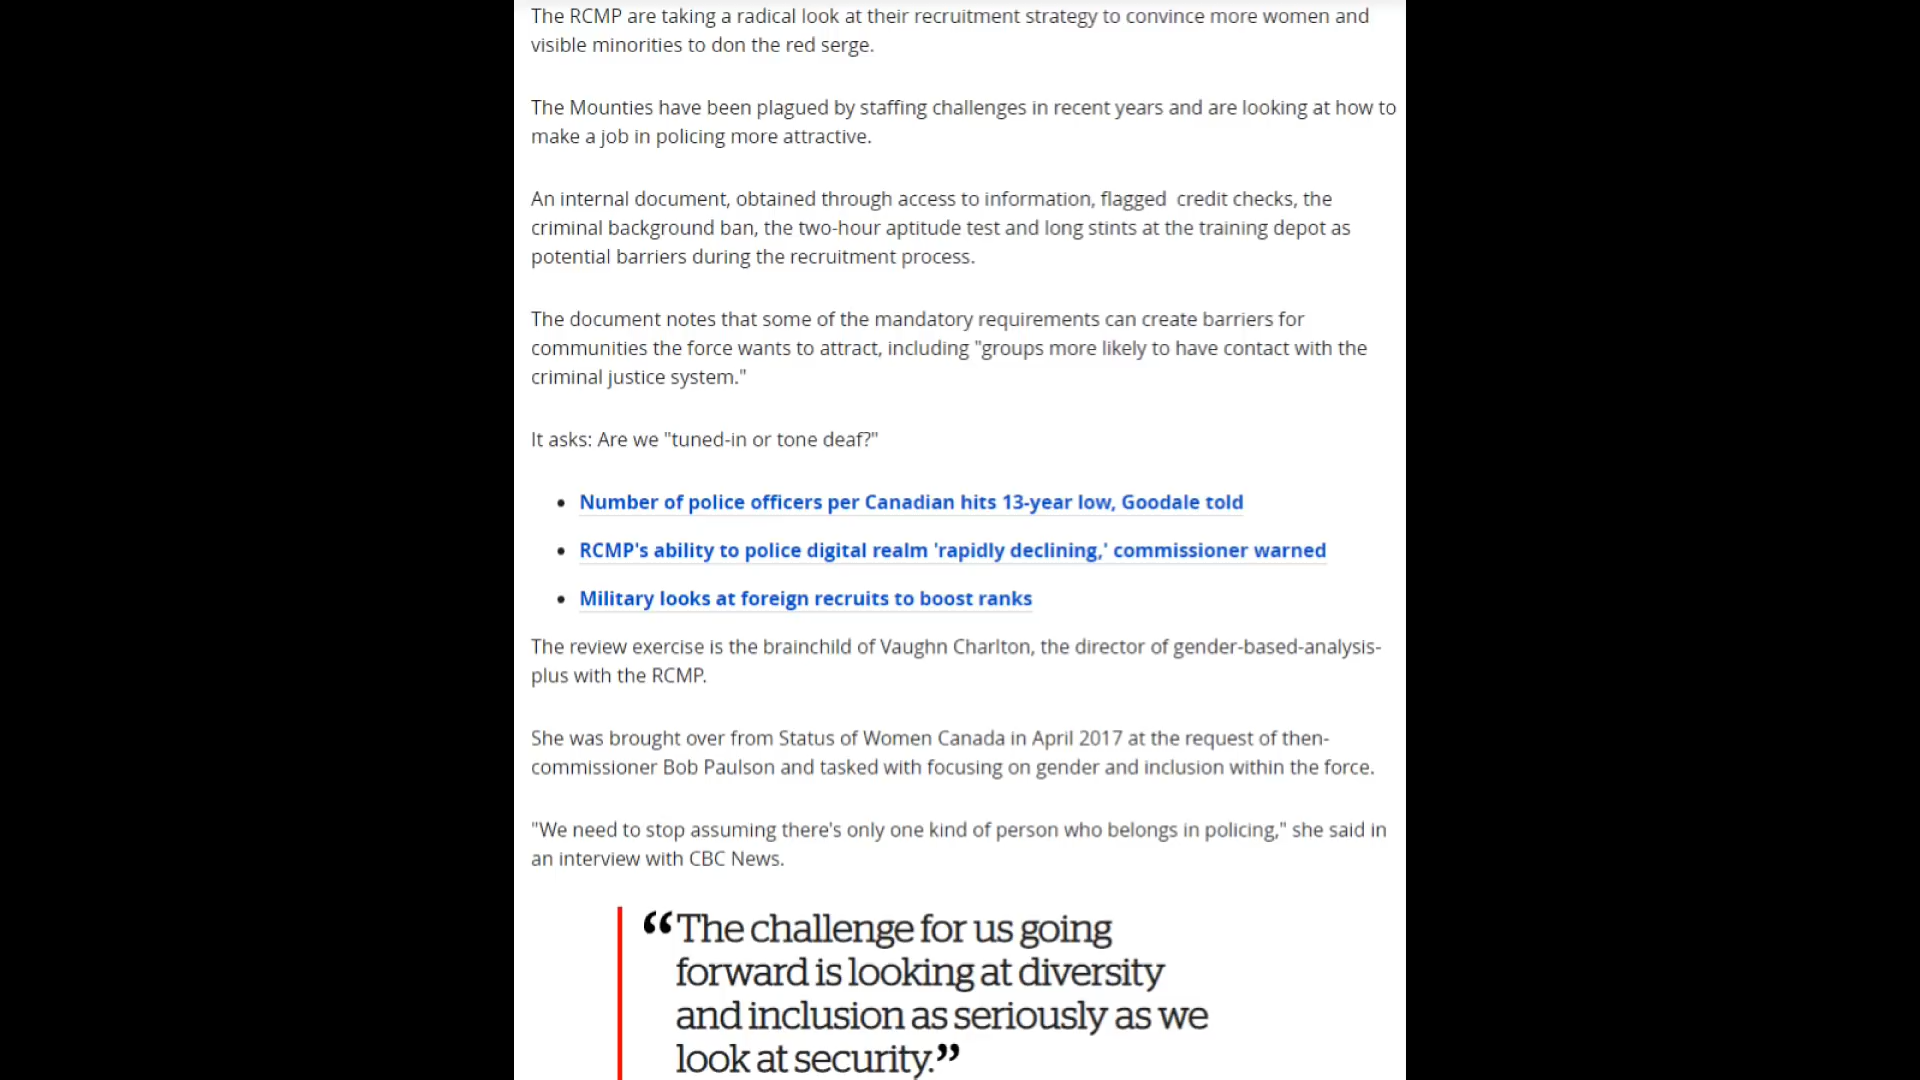 The RCMP are taking a radical look at their recruitment strategy to convince more women and
visible minorities to don the red serge.
The Mounties have been plagued by staffing challenges in recent years and are looking at how to
make a job in policing more attractive.
An internal document, obtained through access to information, flagged  credit checks, the
criminal background ban, the two-hour aptitude test and long stints at the training depot as
potential barriers during the recruitment process.
The document notes that some of the mandatory requirements can create barriers for
communities the force wants to attract, including "groups more likely to have contact with the
criminal justice system."
It asks: Are we "tuned-in or tone deaf?"
• Number of police officers per Canadian hits 13-year low, Goodale told
• RCMP's ability to police digital realm 'rapidly declining,' commissioner warned
• Military looks at foreign recruits to boost ranks
The review exercise is the brainchild of Vaughn Charlton, the director of gender-based-analysis-
plus with the RCMP.
She was brought over from Status of Women Canada in April 2017 at the request of then-
commissioner Bob Paulson and tasked with focusing on gender and inclusion within the force.
"We need to stop assuming there's only one kind of person who belongs in policing," she said in
an interview with CBC News.
“The challenge for us going
forward is looking at diversity
and inclusion as seriously as we
look at security.”